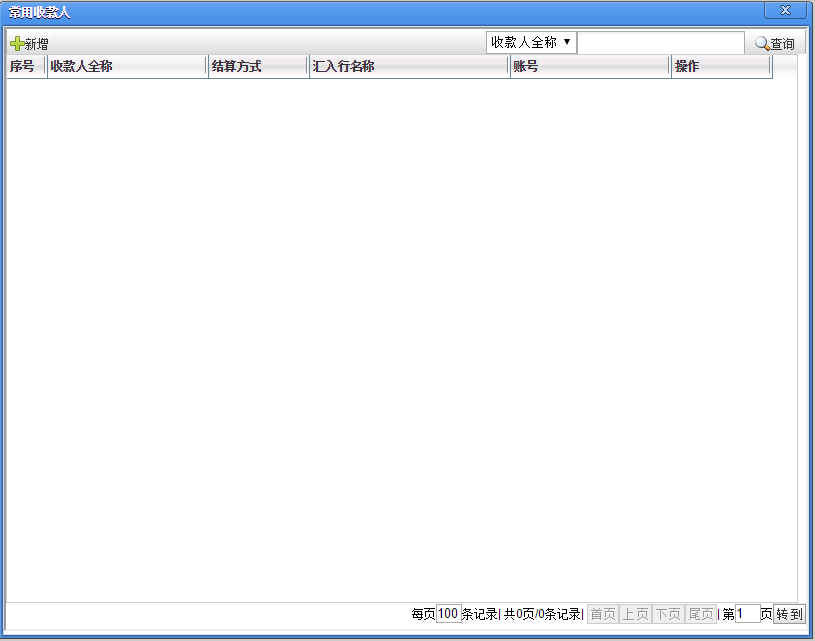 常用收款人
新增 收款人全称 查询
序号 收款人全称 结算方式 汇入行名称 账号 操作
每页100条记录| 共0页/0条记录| 首页 上页 下页 尾页 | 第1页 转到